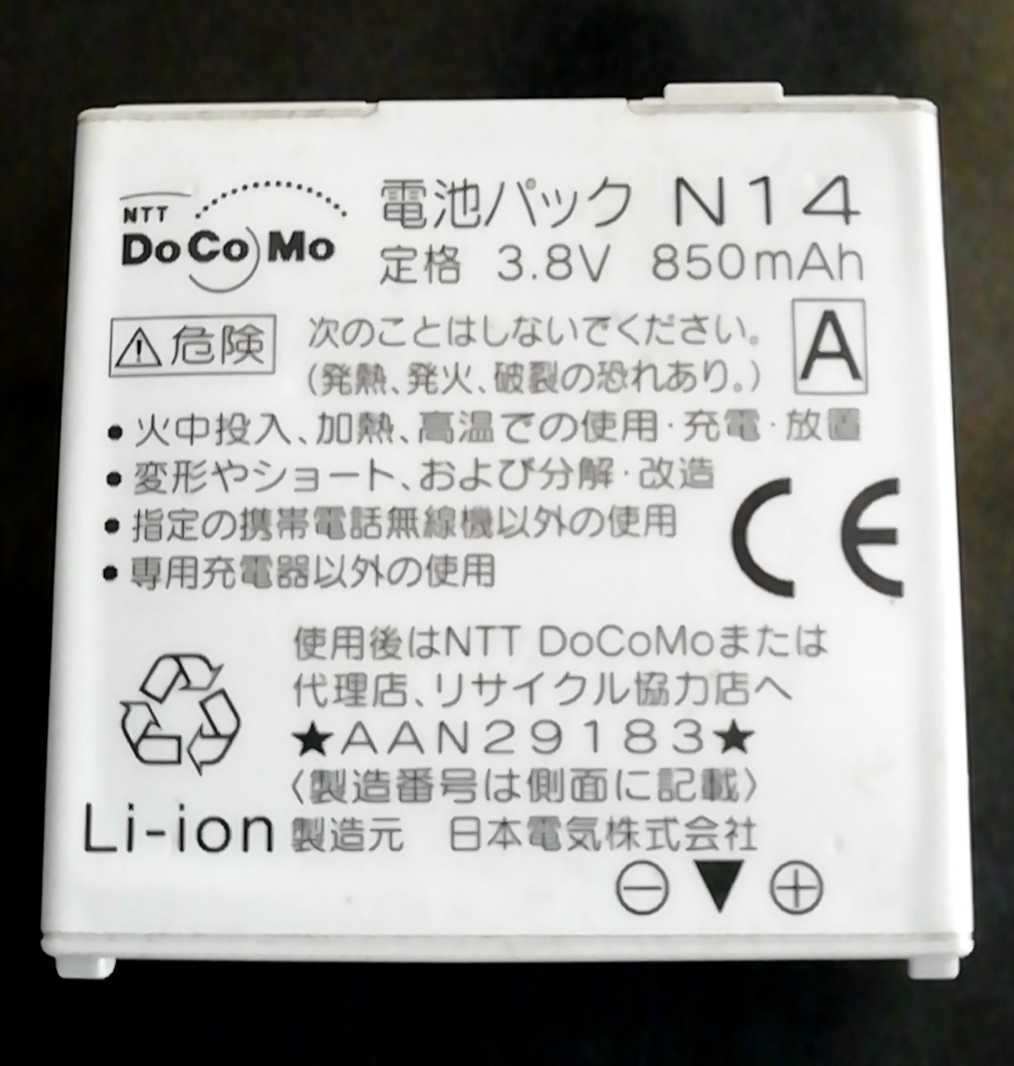 NTT
DoCoMo
電池パック N14
定格 3.8V 850mAh
危険
次のことはしないでください。
(発熱、発火、破裂の恐れあり。)
A
●火中投入、加熱、高温での使用・充電・放置
●変形やショート、および分解・改造
●指定の携帯電話無線機以外の使用
●専用充電器以外の使用
CE
使用後はNTT DoCoMoまたは
代理店、リサイクル協力店へ
★AAN29183★
〈製造番号は側面に記載〉
Li-ion
製造元 日本電気株式会社
⊖▼⊕